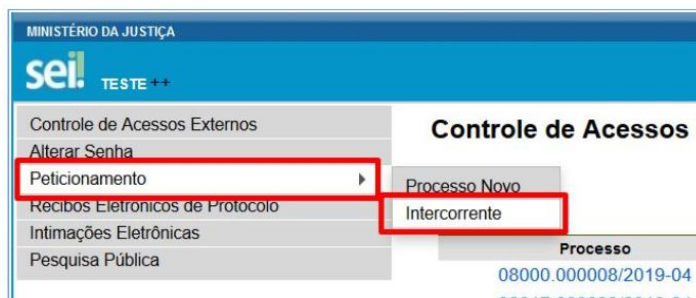 MINISTÉRIO DA JUSTIÇA
sei! TESTE ++
Controle de Acessos Externos
Alterar Senha
Peticionamento
Recibos Eletrônicos de Protocolo
Intimações Eletrônicas
Pesquisa Pública
Processo Novo
Intercorrente
Controle de Acessos
Processo
08000.000008/2019-04